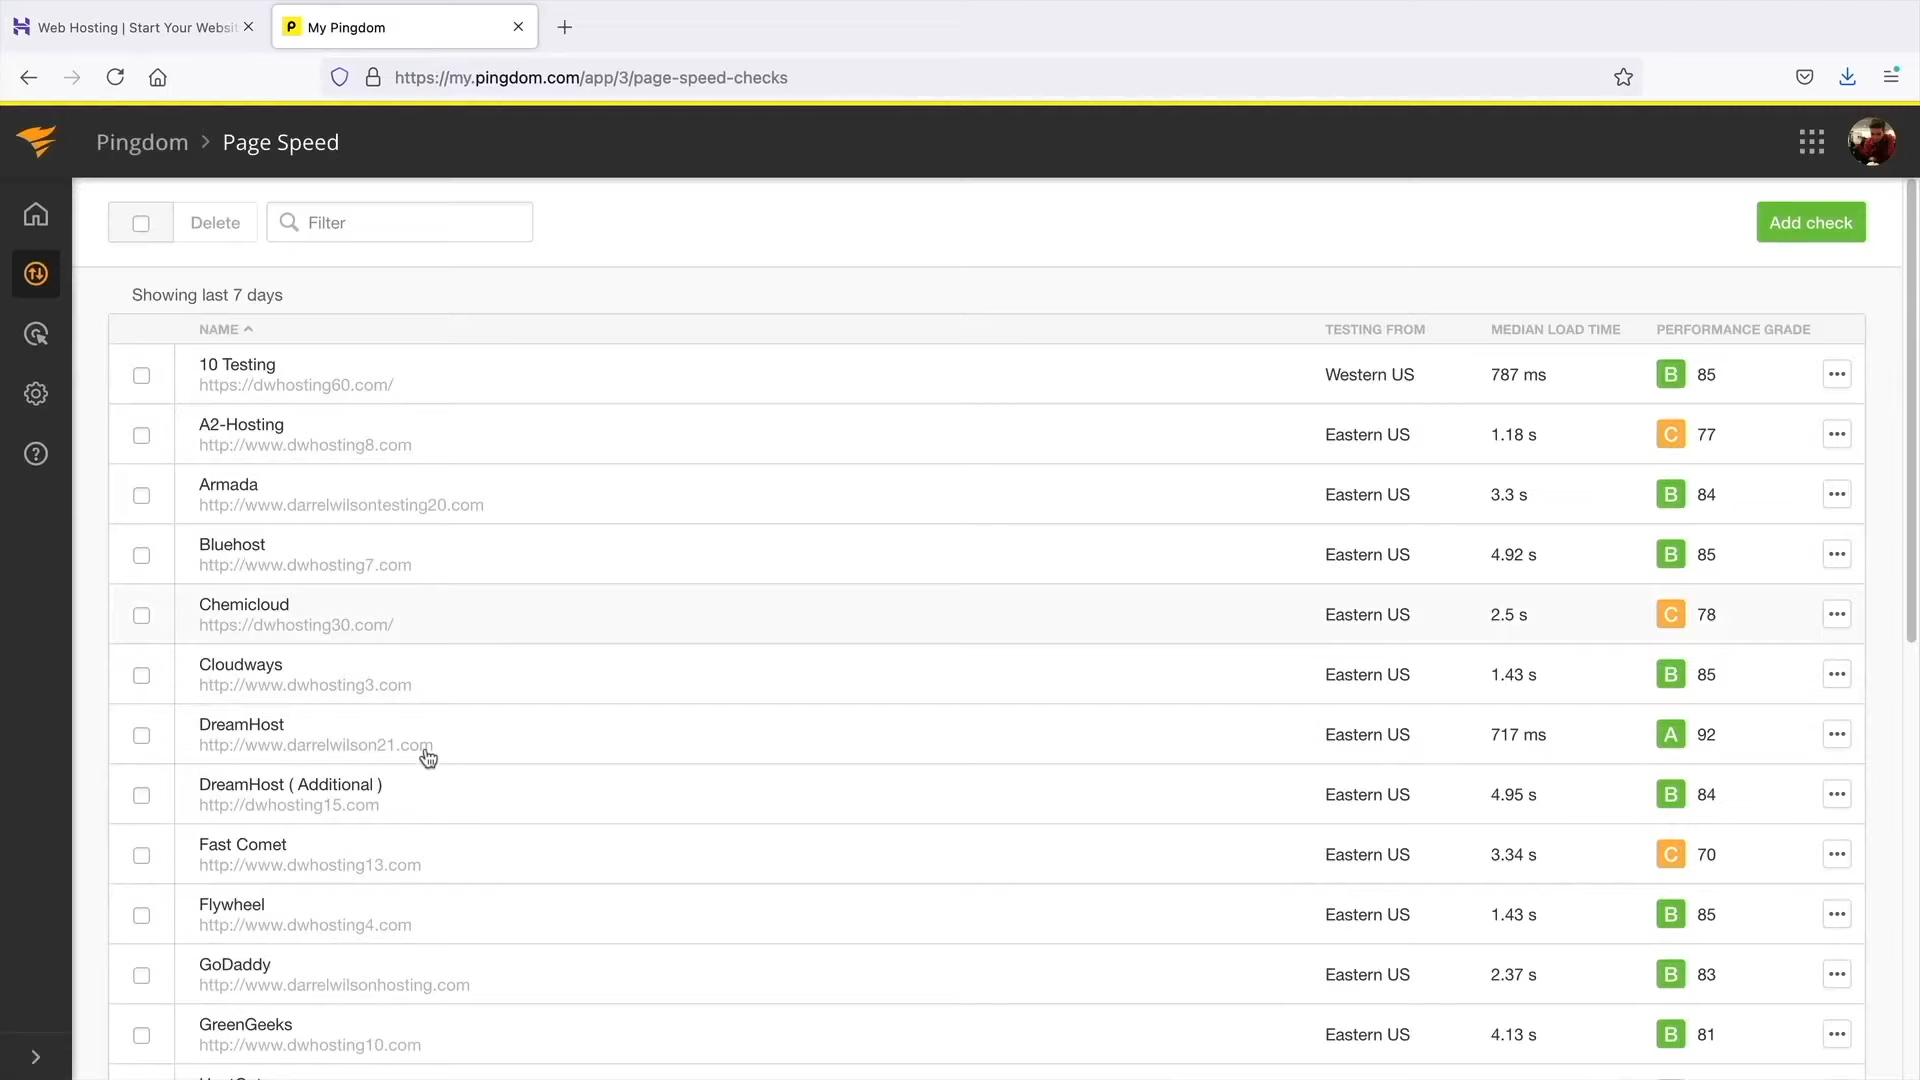 Web Hosting | Start Your Websit
My Pingdom
https://my.pingdom.com/app/3/page-speed-checks
Pingdom > Page Speed
Delete
Filter
Add check
Showing last 7 days
NAME TESTING FROM MEDIAN LOAD TIME PERFORMANCE GRADE
10 Testing
https://dwhosting60.com/
Western US 787 ms B 85
A2-Hosting
http://www.dwhosting8.com
Eastern US 1.18 s C 77
Armada
http://www.darrelwilsontesting20.com
Eastern US 3.3 s B 84
Bluehost
http://www.dwhosting7.com
Eastern US 4.92 s B 85
Chemicloud
https://dwhosting30.com/
Eastern US 2.5 s C 78
Cloudways
http://www.dwhosting3.com
Eastern US 1.43 s B 85
DreamHost
http://www.darrelwilson21.com
Eastern US 717 ms A 92
DreamHost ( Additional )
http://dwhosting15.com
Eastern US 4.95 s B 84
Fast Comet
http://www.dwhosting13.com
Eastern US 3.34 s C 70
Flywheel
http://www.dwhosting4.com
Eastern US 1.43 s B 85
GoDaddy
http://www.darrelwilsonhosting.com
Eastern US 2.37 s B 83
GreenGeeks
http://www.dwhosting10.com
Eastern US 4.13 s B 81